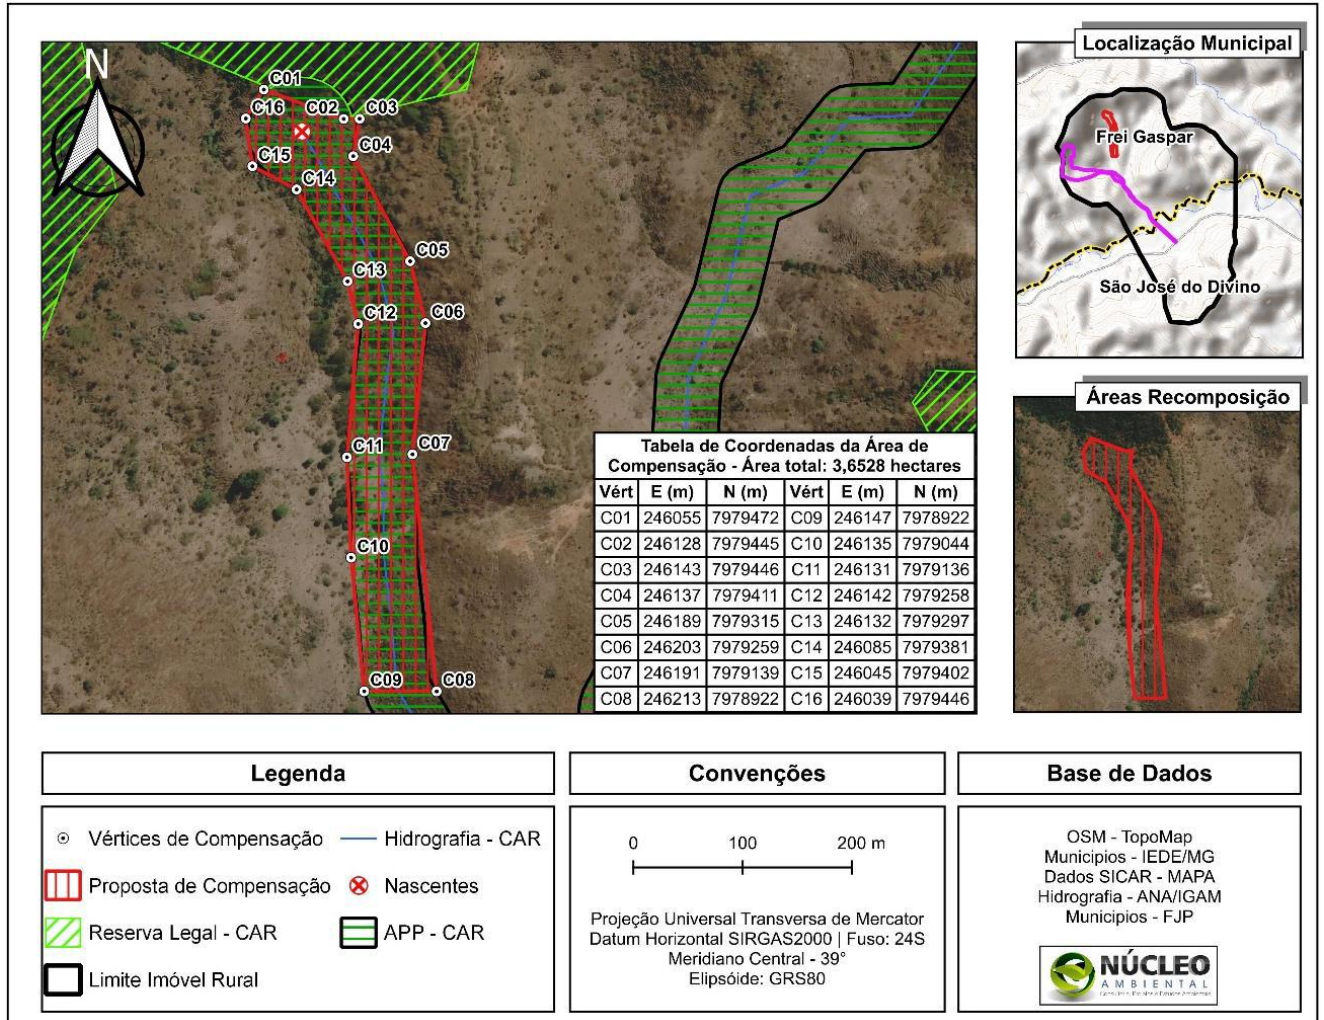 N
C01
C16
C02
C03
C04
C15
C14
C05
C13
C12
C06
C11
C07
C10
C09
C08
Tabela de Coordenadas da Área de
Compensação - Área total: 3,6528 hectares
Vért E (m) N (m) Vért E (m) N (m)
C01 246055 7979472 C09 246147 7978922
C02 246128 7979445 C10 246135 7979044
C03 246143 7979446 C11 246131 7979136
C04 246137 7979411 C12 246142 7979258
C05 246189 7979315 C13 246132 7979297
C06 246203 7979259 C14 246085 7979381
C07 246191 7979139 C15 246045 7979402
C08 246213 7978922 C16 246039 7979446
Localização Municipal
Frei Gaspar
São José do Divino
Áreas Recomposição
Legenda
Vértices de Compensação
Hidrografia - CAR
Proposta de Compensação
Nascentes
Reserva Legal - CAR
APP - CAR
Limite Imóvel Rural
Convenções
0 100 200 m
Projeção Universal Transversa de Mercator
Datum Horizontal SIRGAS2000 | Fuso: 24S
Meridiano Central - 39°
Elipsóide: GRS80
Base de Dados
OSM - TopoMap
Municipios - IEDE/MG
Dados SICAR - MAPA
Hidrografia - ANA/IGAM
Municipios - FJP
NÚCLEO
AMBIENTAL